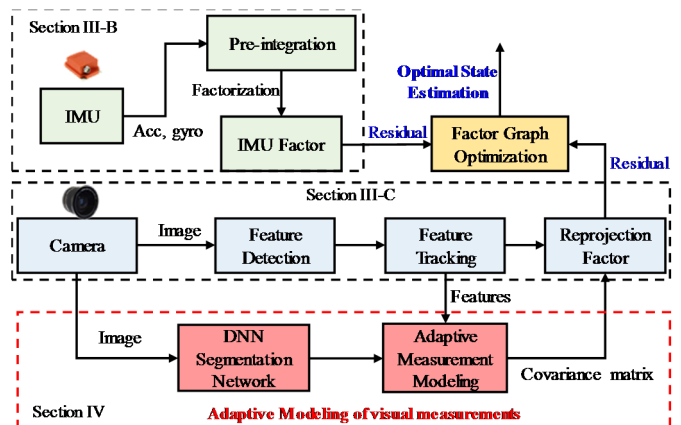 Section III-B
Pre-integration
Optimal State
Estimation
Factorization
IMU
Acc, gyro
IMU Factor
Residual
Factor Graph
Optimization
Residual
Section III-C
Camera
Image
Feature
Detection
Feature
Tracking
Reprojection
Factor
Features
Image
DNN
Segmentation
Network
Adaptive
Measurement
Modeling
Covariance matrix
Section IV
Adaptive Modeling of visual measurements